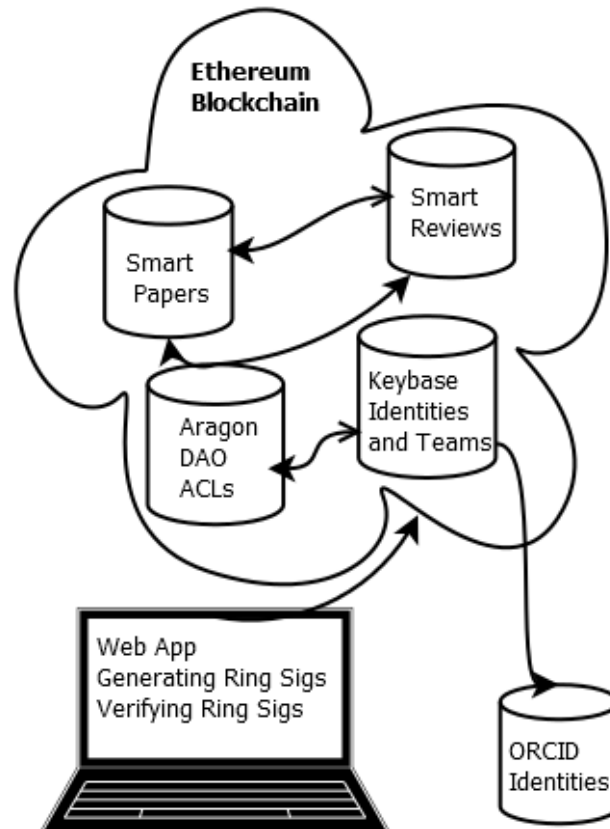 Ethereum
Blockchain
Smart
Reviews
Smart
Papers
Keybase
Identities
and Teams
Aragon
DAO
ACLs
Web App
Generating Ring Sigs
Verifying Ring Sigs
ORCID
Identities